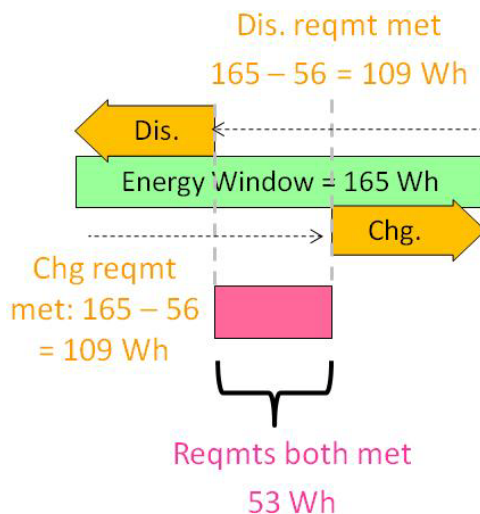 Dis. reqmt met
165 – 56 = 109 Wh
Dis.
Energy Window = 165 Wh
Chg.
Chg reqmt
met: 165 – 56
= 109 Wh
Reqmts both met
53 Wh